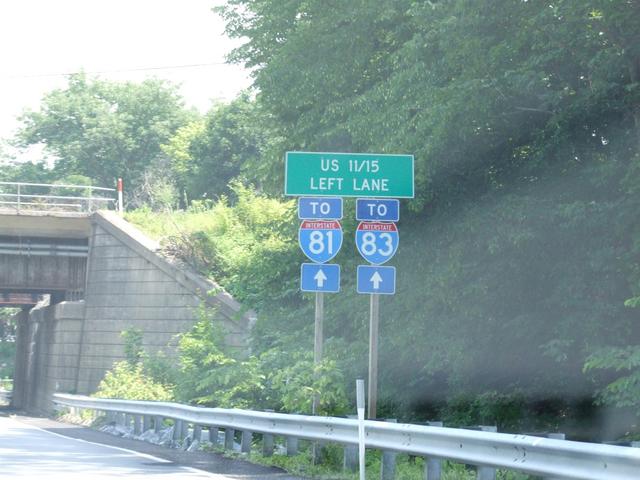 US 11/15
LEFT LANE
TO
TO
INTERSTATE
81
INTERSTATE
83